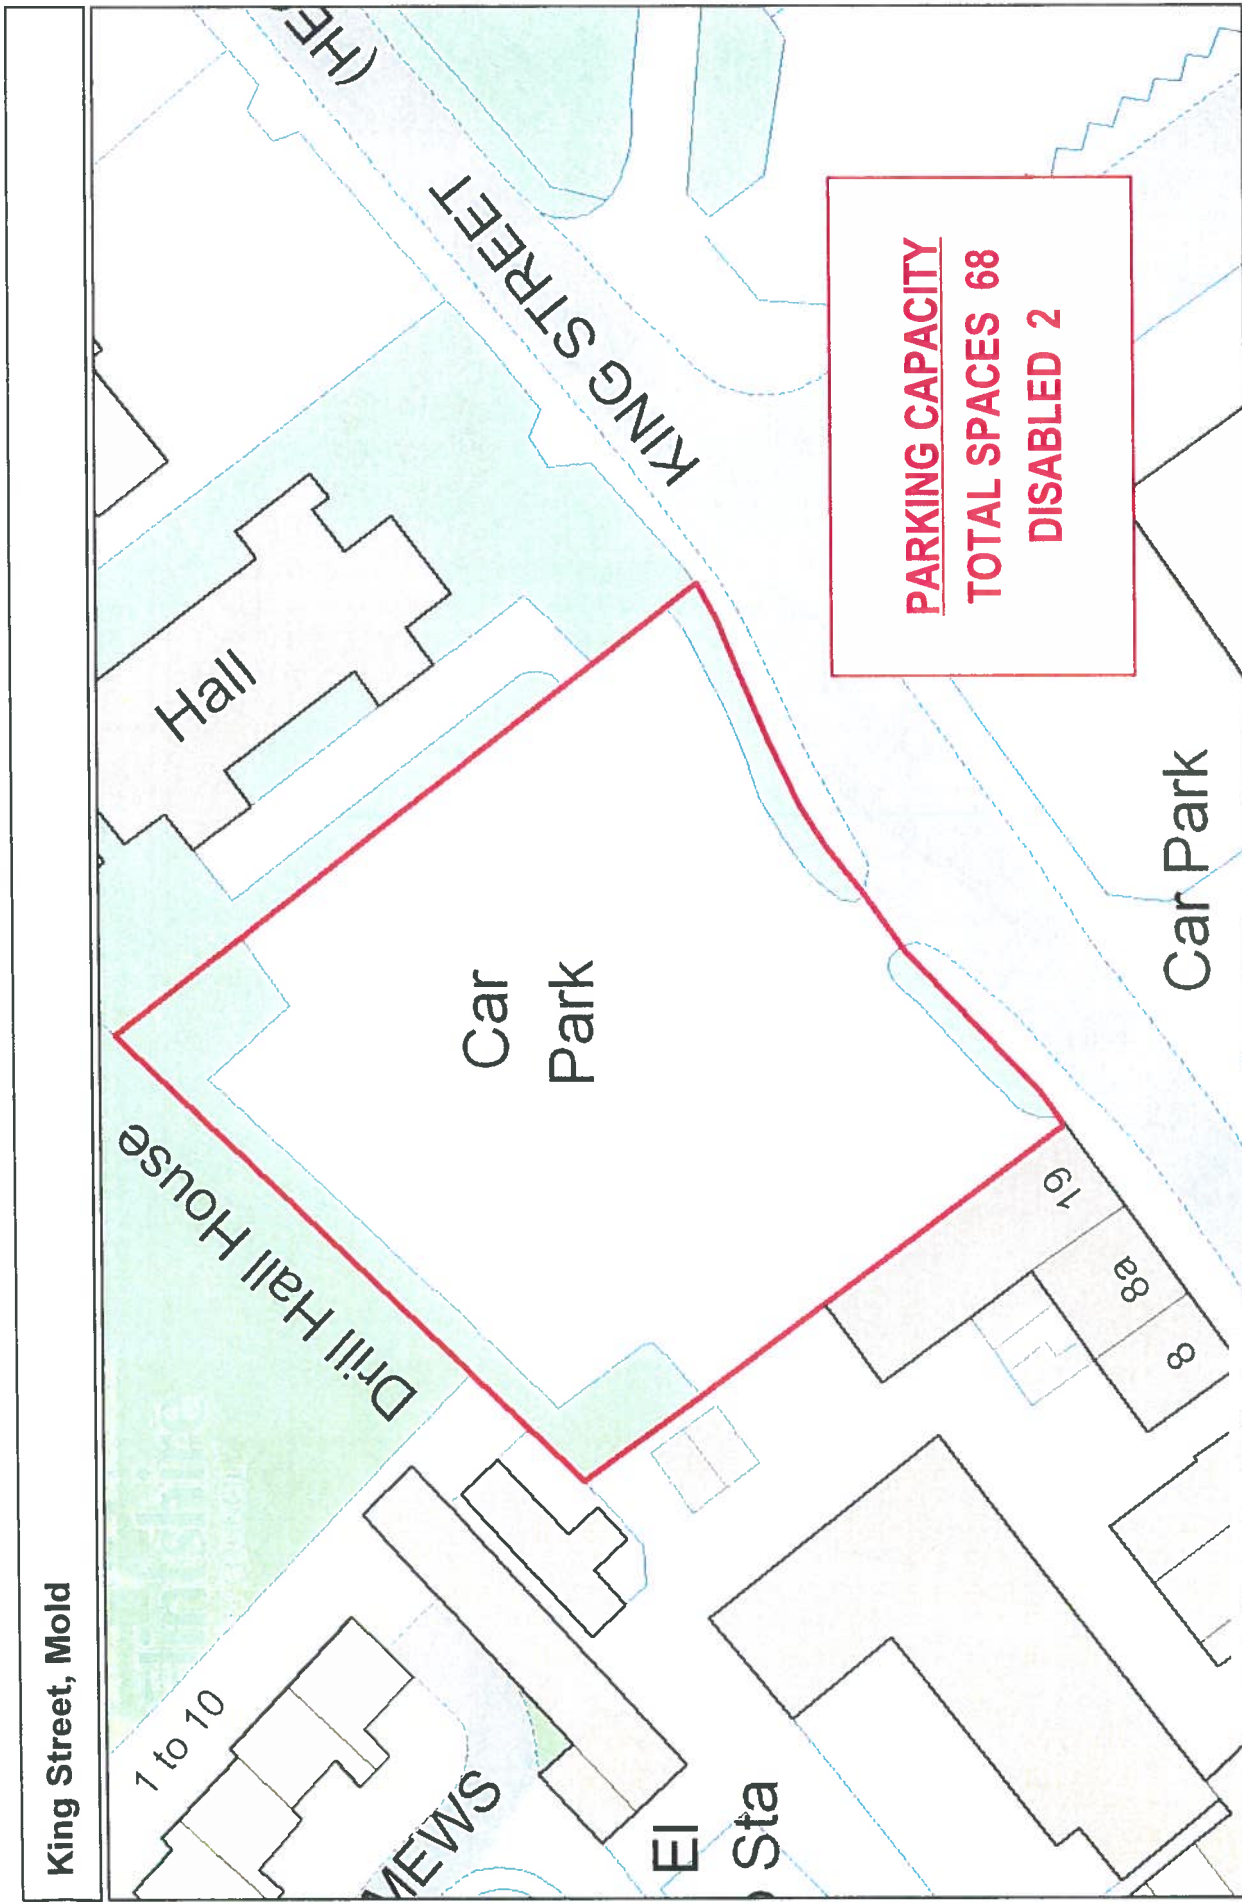 King Street, Mold
1 to 10
Drill Hall House
Hall
(HE
KING STREET
Car
Park
MEWS
El
Sta
19
8a
8
Car Park
PARKING CAPACITY
TOTAL SPACES 68
DISABLED 2